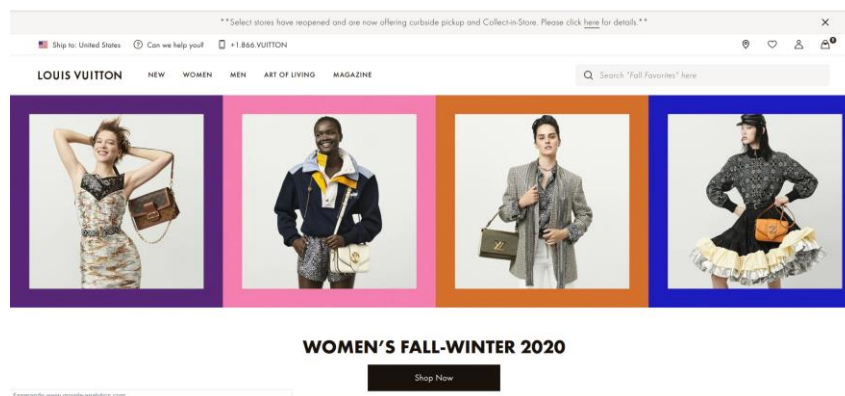 **Select stores have reopened and are now offering curbside pickup and Collect-in-Store. Please click here for details.**
Ship to: United States Can we help you? +1.866.VUITTON
LOUIS VUITTON NEW WOMEN MEN ART OF LIVING MAGAZINE Search "Fall Favorites" here
WOMEN'S FALL-WINTER 2020
Shop Now